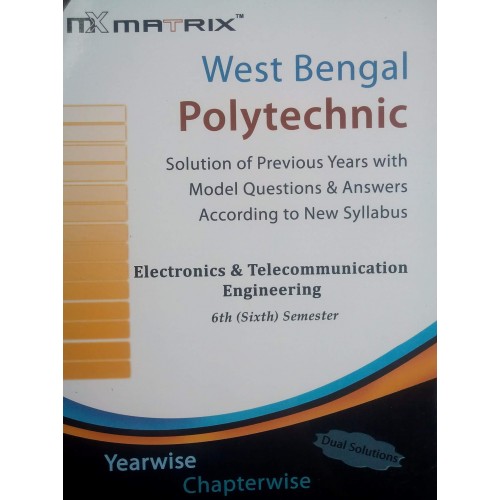 MX MATRIX™
West Bengal
Polytechnic
Solution of Previous Years with
Model Questions & Answers
According to New Syllabus
Electronics & Telecommunication
Engineering
6th (Sixth) Semester
Dual Solutions
Yearwise
Chapterwise